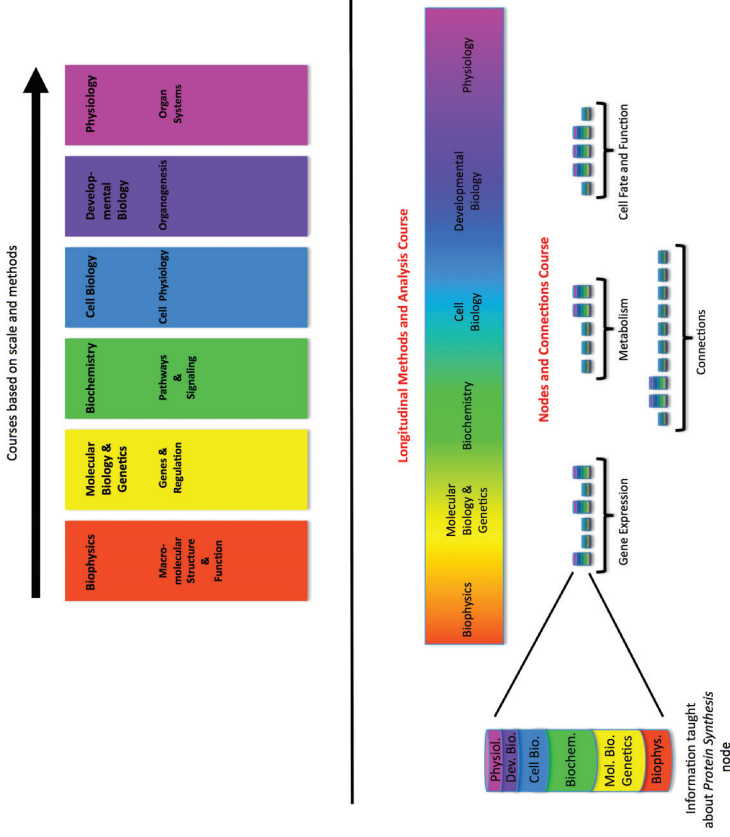 Courses based on scale and methods
Biophysics
Macro-
molecular
Structure
&
Function
Molecular
Biology &
Genetics
Genes &
Regulation
Biochemistry
Pathways
&
Signaling
Cell Biology
Cell Physiology
Develop-
mental
Biology
Organogenesis
Physiology
Organ
Systems
Longitudinal Methods and Analysis Course
Biophysics
Molecular
Biology &
Genetics
Biochemistry
Cell
Biology
Developmental
Biology
Physiology
Nodes and Connections Course
Gene Expression
Metabolism
Cell Fate and Function
Connections
Physiol.
Dev. Bio.
Cell Bio.
Biochem.
Mol. Bio.
Genetics
Biophys.
Information taught
about Protein Synthesis
node